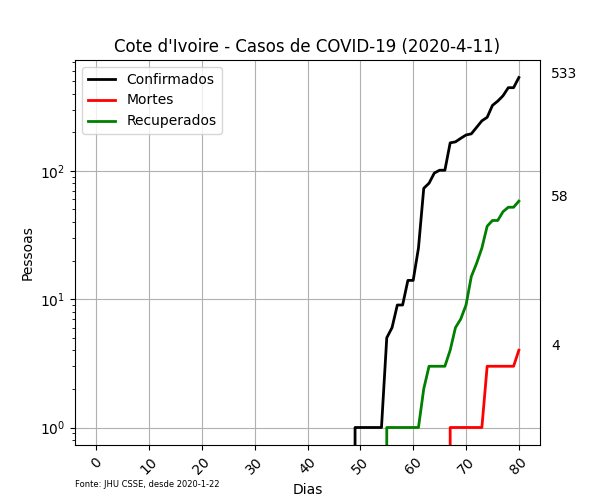 Cote d'Ivoire - Casos de COVID-19 (2020-4-11)
Confirmados
Mortes
Recuperados
533
58
4
Pessoas
10²
10¹
10⁰
0 10 20 30 40 50 60 70 80
Fonte: JHU CSSE, desde 2020-1-22
Dias